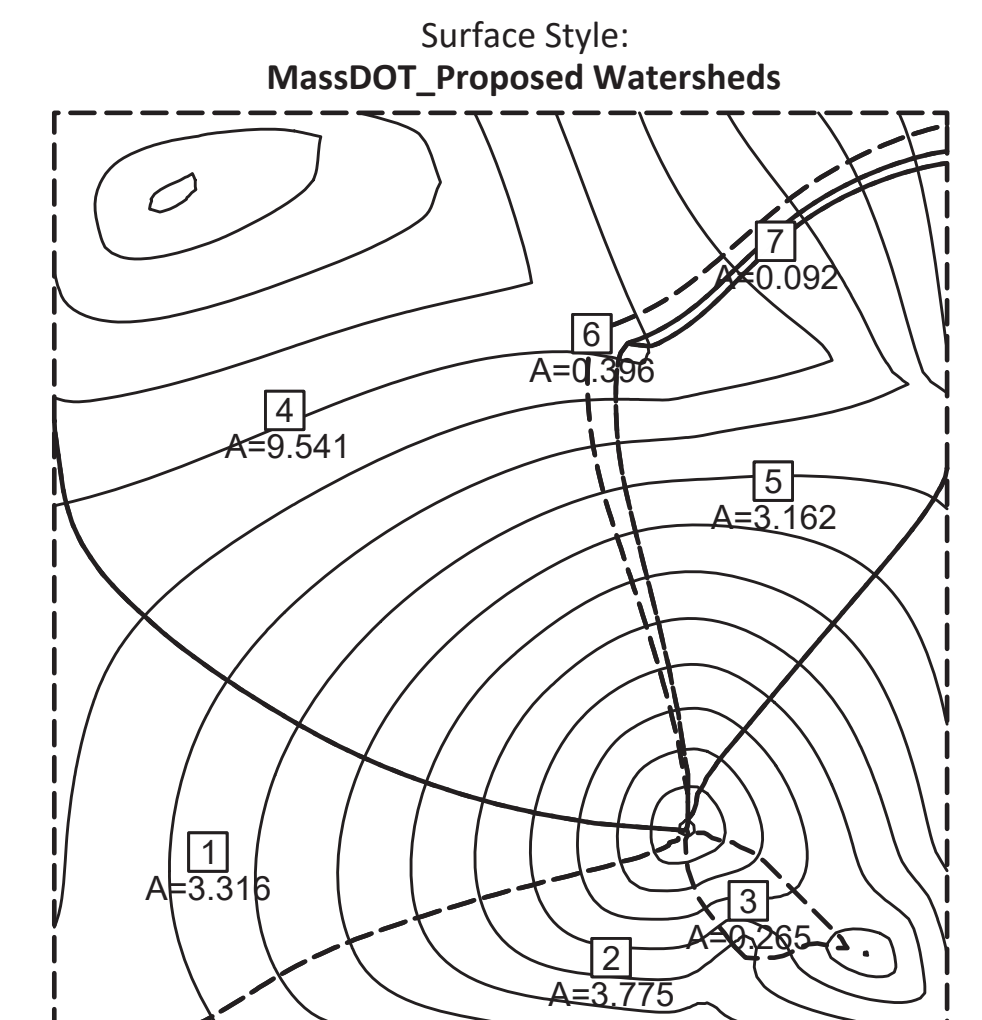 Surface Style:
MassDOT_Proposed Watersheds
7
A=0.092
6
A=0.396
4
A=9.541
5
A=3.162
1
A=3.316
3
A=0.265
2
A=3.775